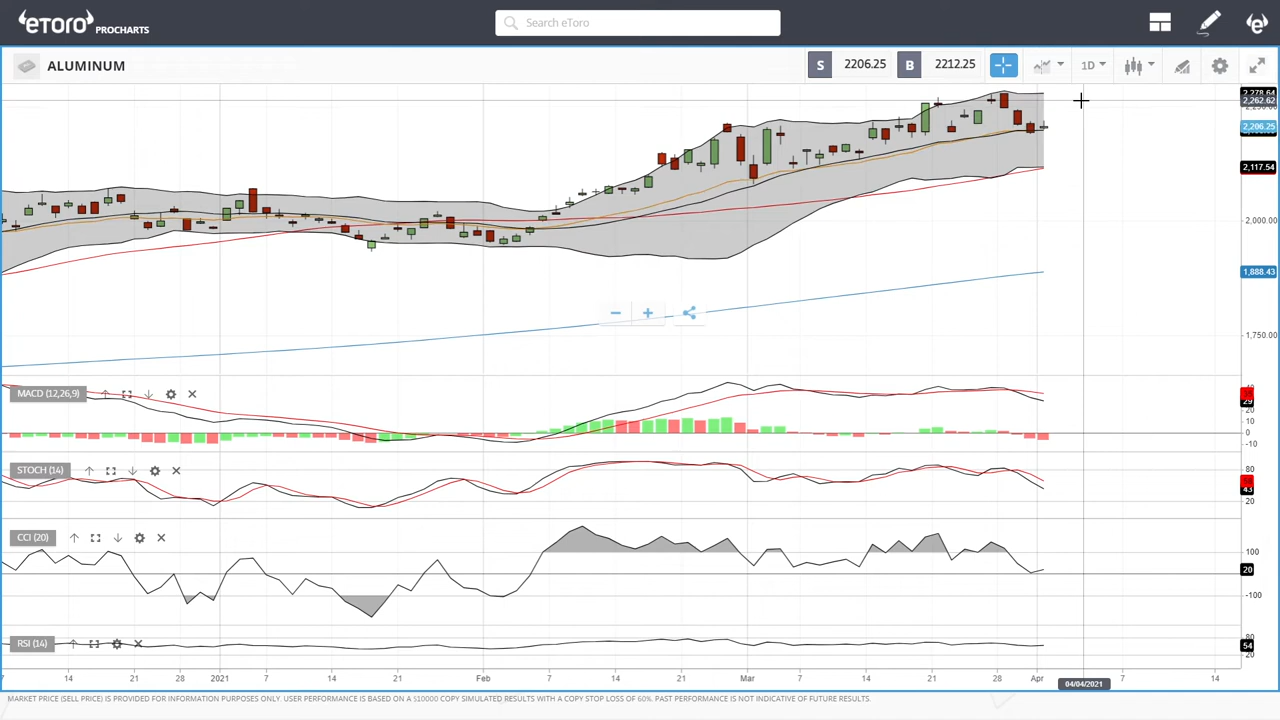 eToro PROCHARTS
Search eToro
ALUMINUM
S 2206.25 B 2212.25
1D
2,278.64
2,262.62
2,206.25
2,117.54
2,000.00
1,888.43
1,750.00
MACD (12,26,9)
29
20
10
0
-10
STOCH (14)
80
43
20
CCI (20)
100
20
-100
RSI (14)
80
54
20
7 14 21 28 2021 7 14 21 Feb 7 14 21 Mar 7 14 21 28 Apr 7 14
04/04/2021
MARKET PRICE (SELL PRICE) IS PROVIDED FOR INFORMATION PURPOSES ONLY. USER PERFORMANCE IS BASED ON A $10000 COPY SIMULATED RESULTS WITH A COPY STOP LOSS OF 60%. PAST PERFORMANCE IS NOT INDICATIVE OF FUTURE RESULTS.